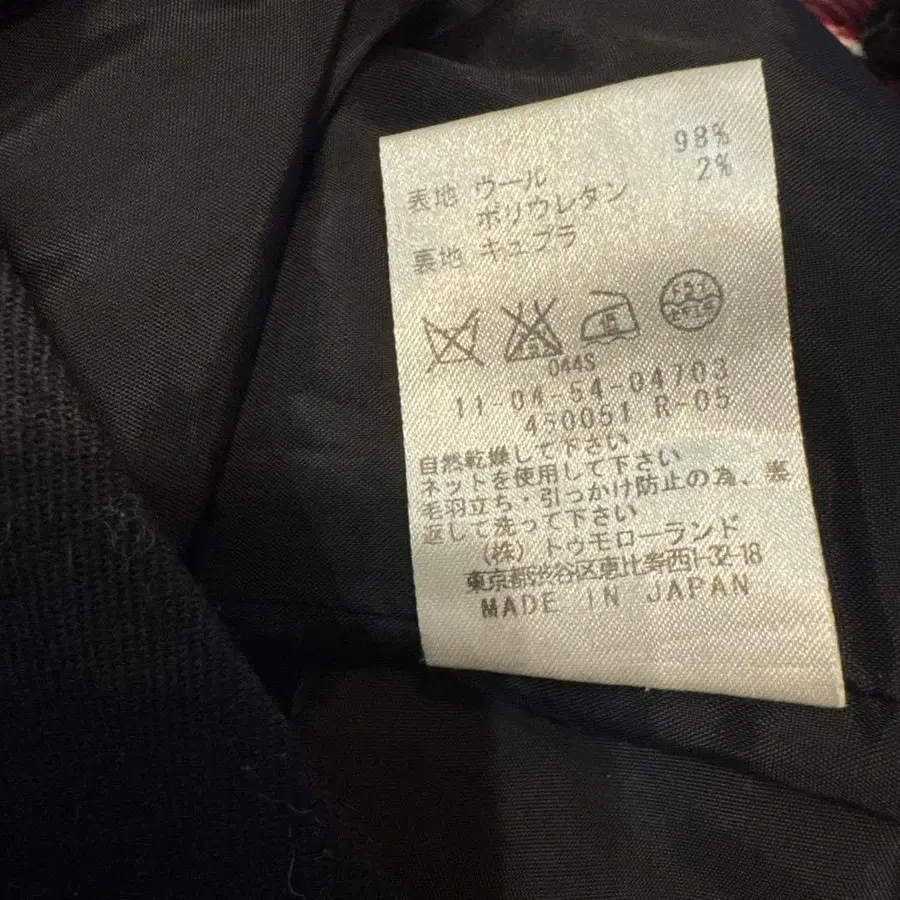 98%
表地 ウール 2%
ポリウレタン
裏地 キュプラ
044S
11-04-54-04703
450051 R-05
自然乾燥して下さい
ネットを使用して下さい
毛羽立ち・引っかけ防止の為、裏
返して洗って下さい
(株) トゥモローランド
東京都渋谷区恵比寿西1-32-18
MADE IN JAPAN